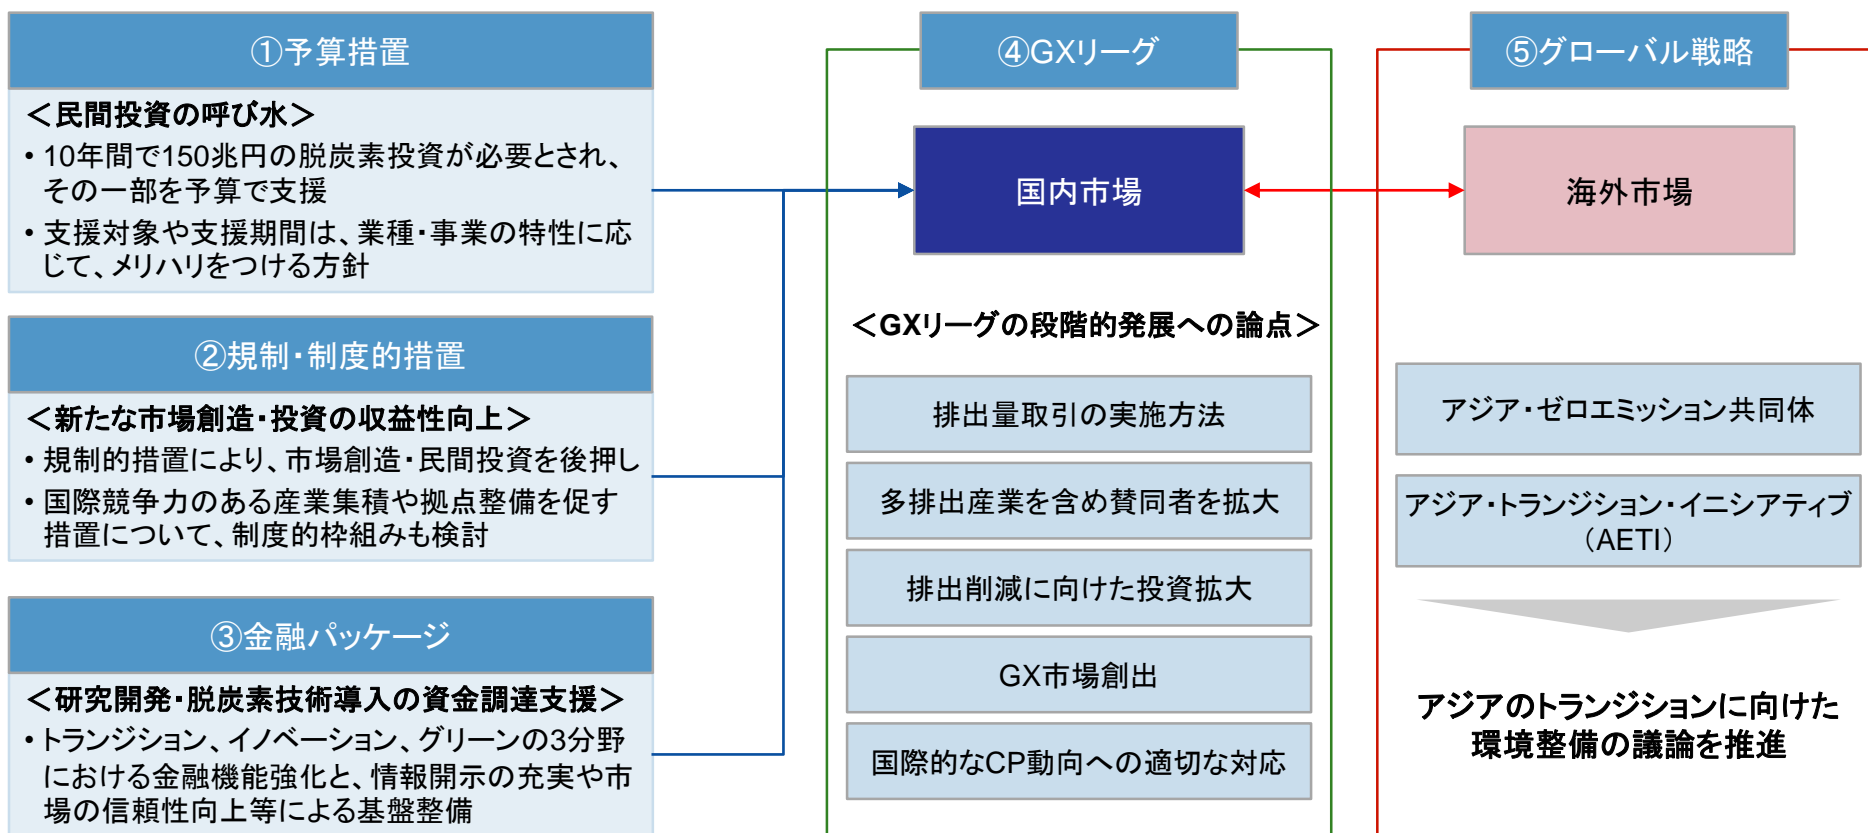 ①予算措置
＜民間投資の呼び水＞
• 10年間で150兆円の脱炭素投資が必要とされ、
その一部を予算で支援
• 支援対象や支援期間は、業種・事業の特性に応
じて、メリハリをつける方針
②規制・制度的措置
＜新たな市場創造・投資の収益性向上＞
• 規制的措置により、市場創造・民間投資を後押し
• 国際競争力のある産業集積や拠点整備を促す
措置について、制度的枠組みも検討
③金融パッケージ
＜研究開発・脱炭素技術導入の資金調達支援＞
• トランジション、イノベーション、グリーンの3分野
における金融機能強化と、情報開示の充実や市
場の信頼性向上等による基盤整備
④GXリーグ
国内市場
＜GXリーグの段階的発展への論点＞
排出量取引の実施方法
多排出産業を含め賛同者を拡大
排出削減に向けた投資拡大
GX市場創出
国際的なCP動向への適切な対応
⑤グローバル戦略
海外市場
アジア・ゼロエミッション共同体
アジア・トランジション・イニシアティブ
（AETI）
アジアのトランジションに向けた
環境整備の議論を推進